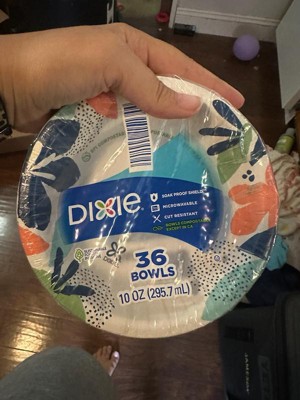 DIXIE
SOAK PROOF SHIELD
MICROWAVABLE
CUT RESISTANT
36
BOWLS
10 OZ (295.7 mL)